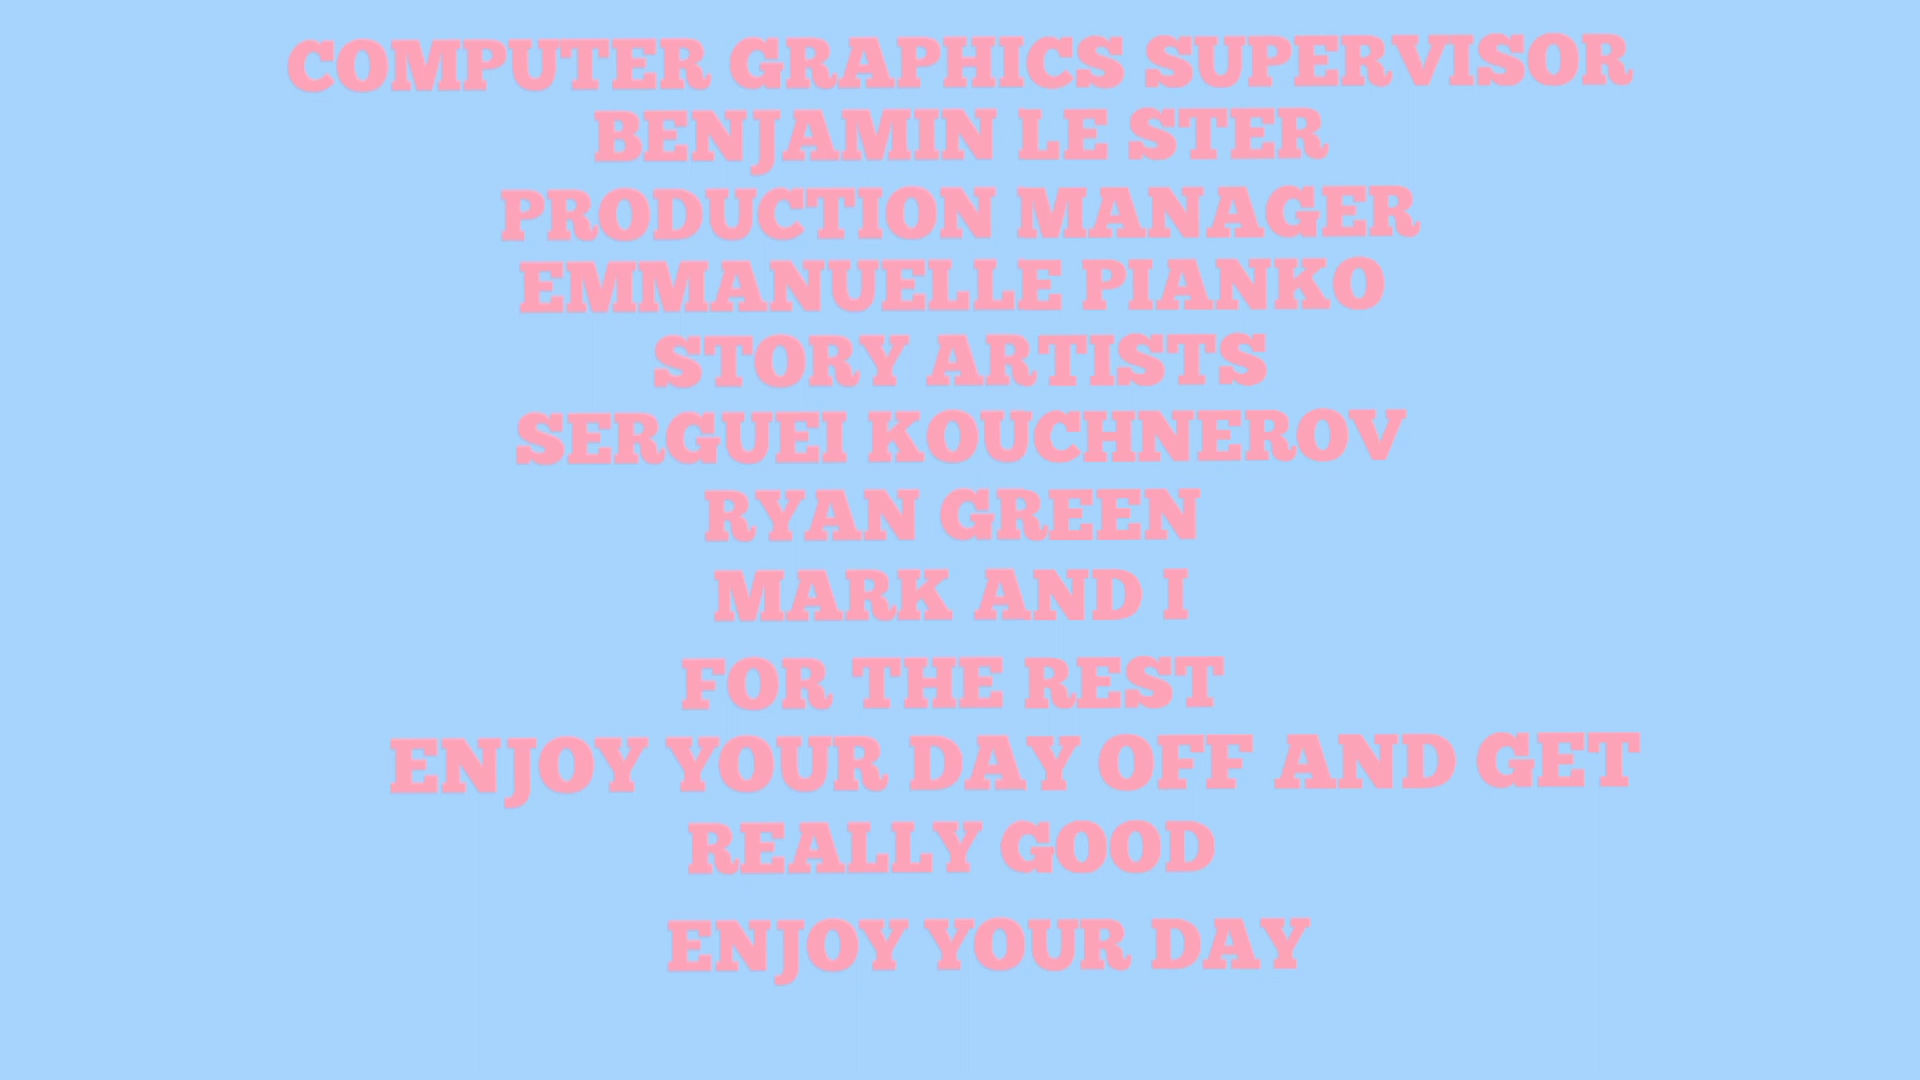 COMPUTER GRAPHICS SUPERVISOR
BENJAMIN LE STER
PRODUCTION MANAGER
EMMANUELLE PIANKO
STORY ARTISTS
SERGUEI KOUCHNEROV
RYAN GREEN
MARK AND I
FOR THE REST
ENJOY YOUR DAY OFF AND GET
REALLY GOOD
ENJOY YOUR DAY